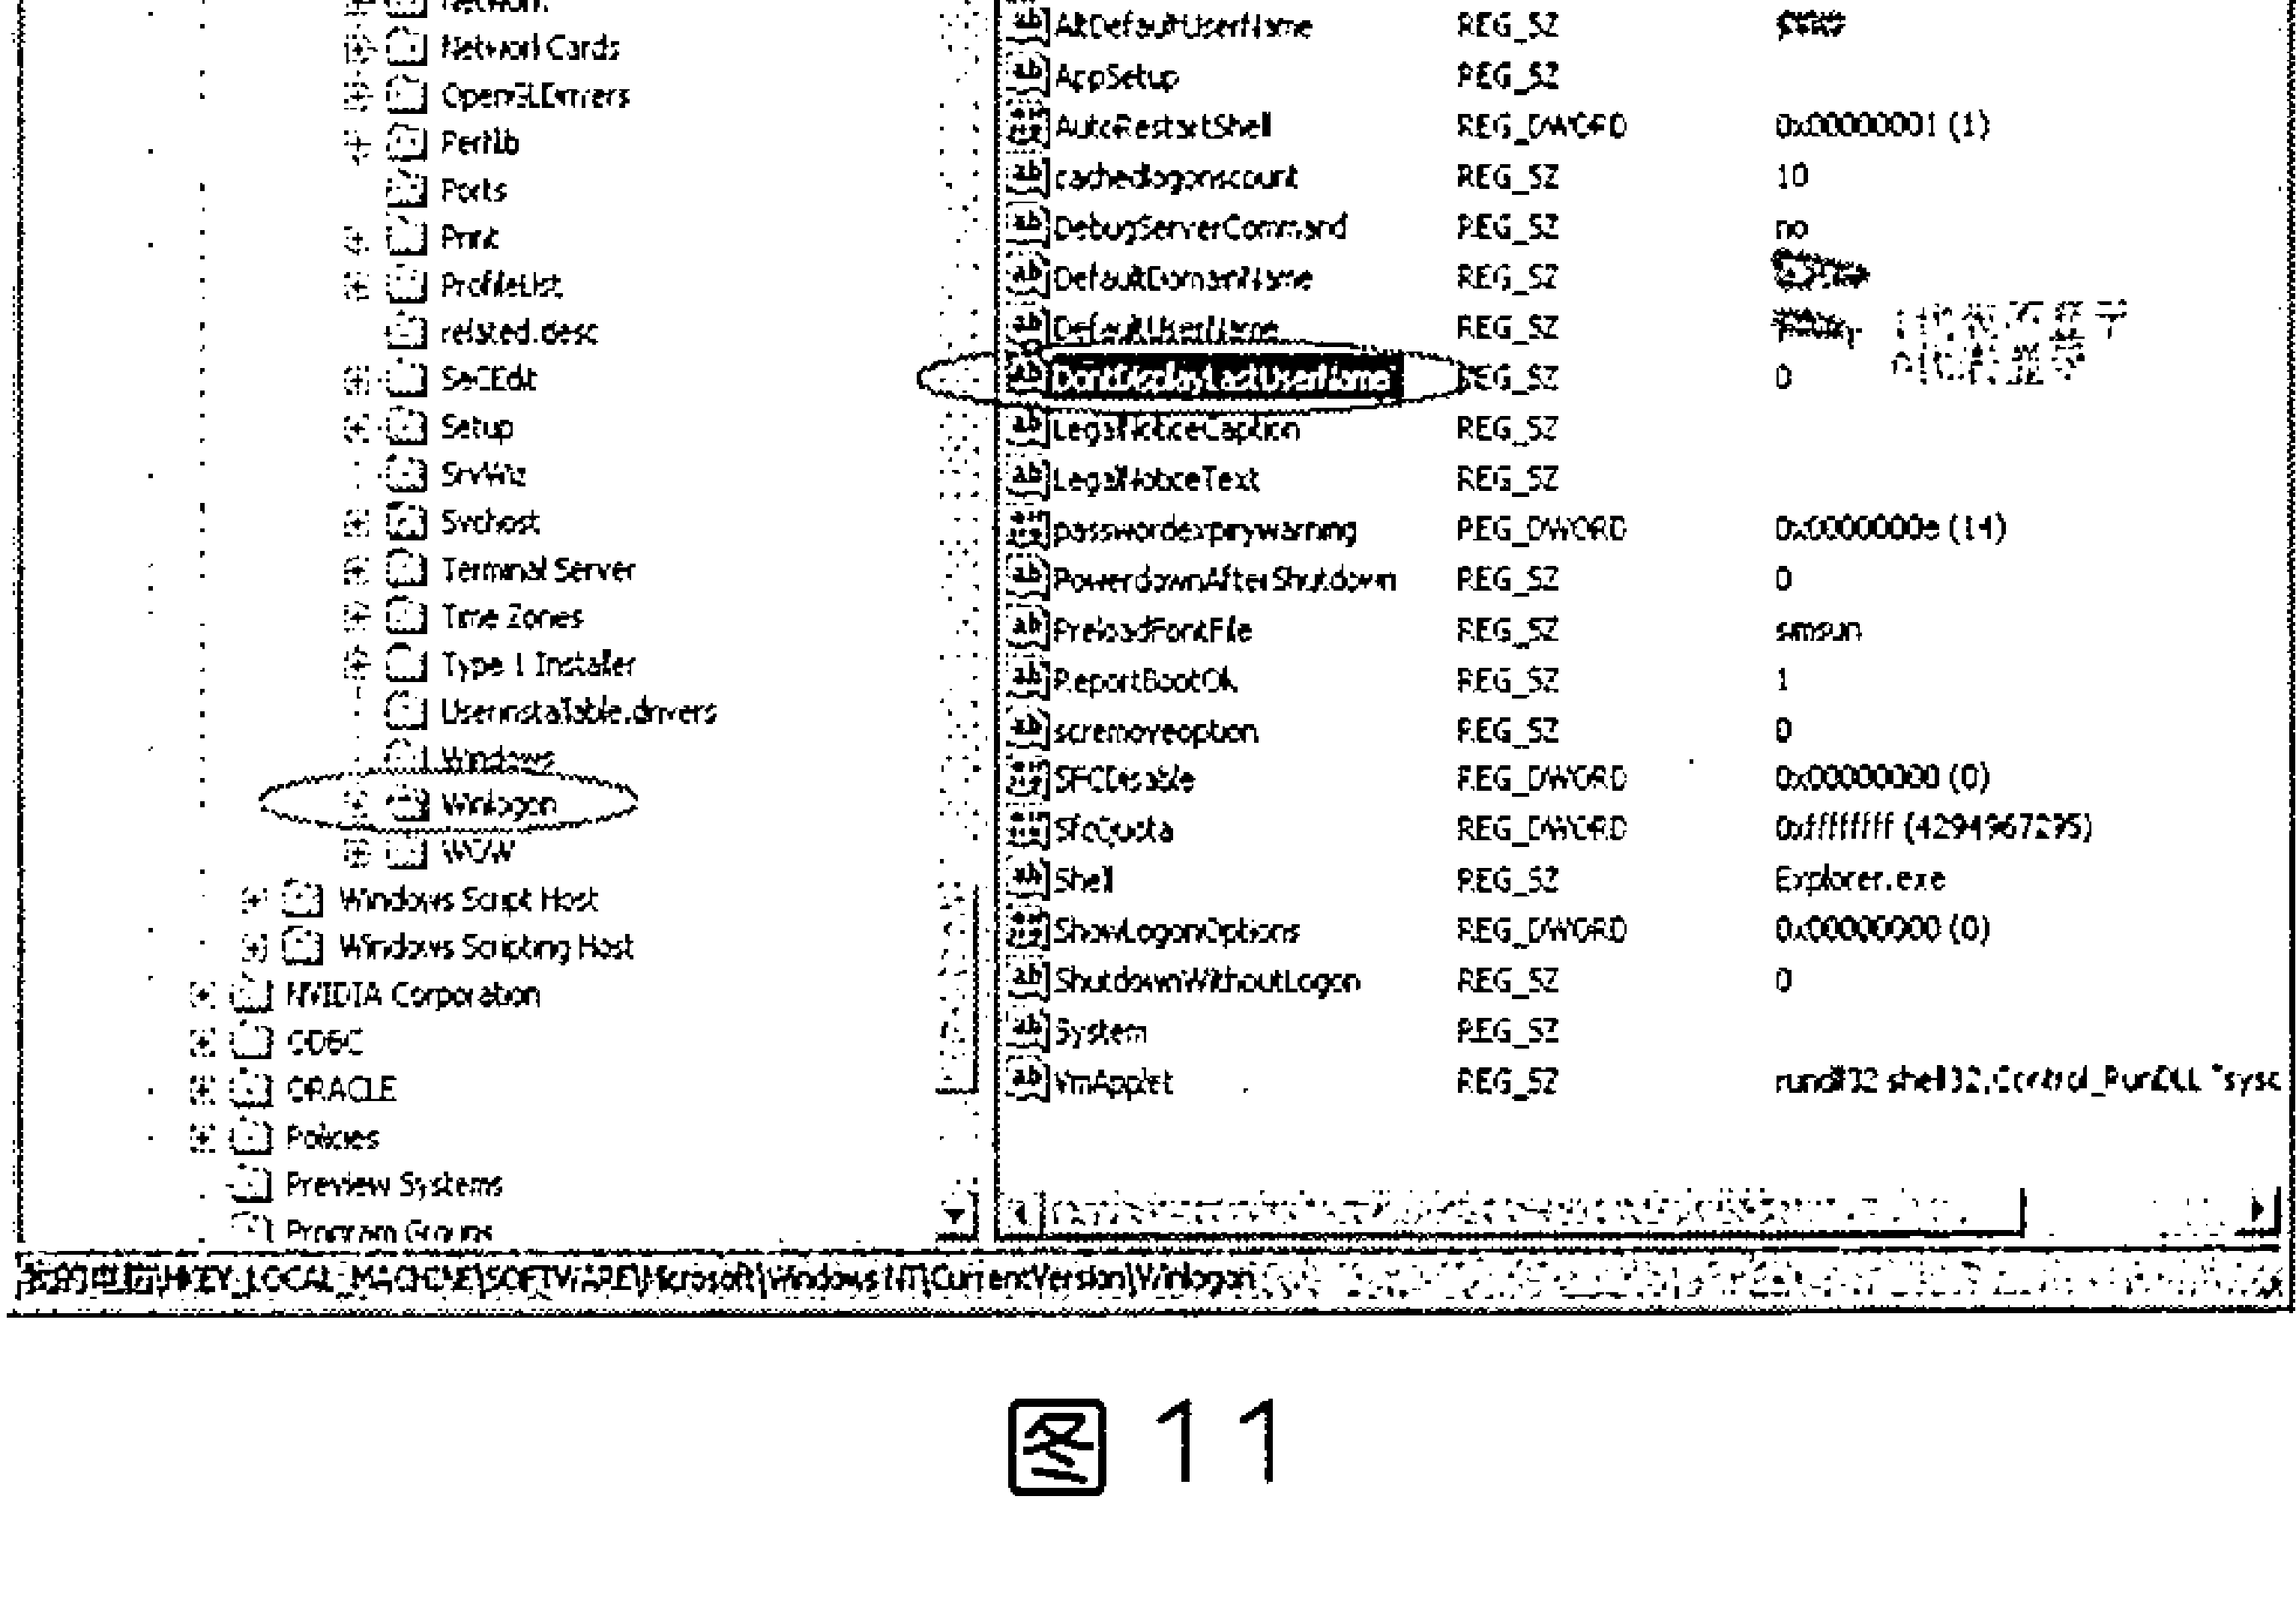 Network Cards
OpenGLDrivers
Perflib
Ports
Print
ProfileList
related.desc
SeCEdit
Setup
SrvWiz
Svchost
Terminal Server
Time Zones
Type 1 Installer
Userinstallable.drivers
Windows
Winlogon
WOW
Windows Script Host
Windows Scripting Host
NVIDIA Corporation
ODBC
ORACLE
Policies
Preview Systems
Program Groups
AltDefaultUserName REG_SZ
AppSetup REG_SZ
AutoRestartShell REG_DWORD 0x00000001 (1)
cachedlogonscount REG_SZ 10
DebugServerCommand REG_SZ no
DefaultDomainName REG_SZ
DefaultUserName REG_SZ
DontDisplayLastUserName REG_SZ 0
LegalNoticeCaption REG_SZ
LegalNoticeText REG_SZ
passwordexpirywarning REG_DWORD 0x0000000e (14)
PowerdownAfterShutdown REG_SZ 0
PreloadFontFile REG_SZ simsun
ReportBootOk REG_SZ 1
scremoveoption REG_SZ 0
SFCDisable REG_DWORD 0x00000000 (0)
SfcQuota REG_DWORD 0xffffffff (4294967295)
Shell REG_SZ Explorer.exe
ShowLogonOptions REG_DWORD 0x00000000 (0)
ShutdownWithoutLogon REG_SZ 0
System REG_SZ
VmApplet REG_SZ rundll32 shell32,Control_RunDLL "sysc
我的电脑\HKEY_LOCAL_MACHINE\SOFTWARE\Microsoft\Windows NT\CurrentVersion\Winlogon
图 11